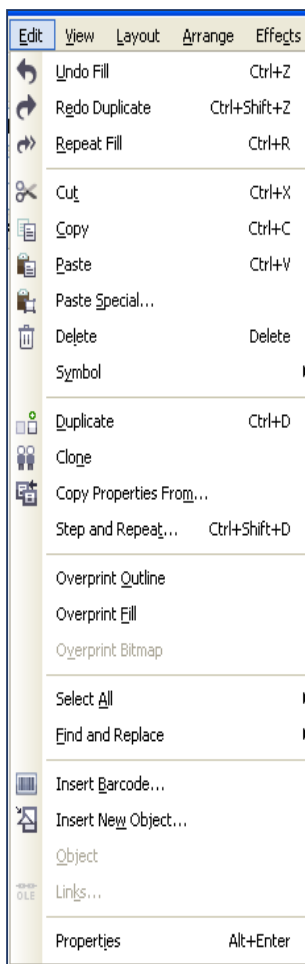 Edit View Layout Arrange Effects
Undo Fill Ctrl+Z
Redo Duplicate Ctrl+Shift+Z
Repeat Fill Ctrl+R
Cut Ctrl+X
Copy Ctrl+C
Paste Ctrl+V
Paste Special...
Delete Delete
Symbol
Duplicate Ctrl+D
Clone
Copy Properties From...
Step and Repeat... Ctrl+Shift+D
Overprint Outline
Overprint Fill
Overprint Bitmap
Select All
Find and Replace
Insert Barcode...
Insert New Object...
Object
OLE Links...
Properties Alt+Enter